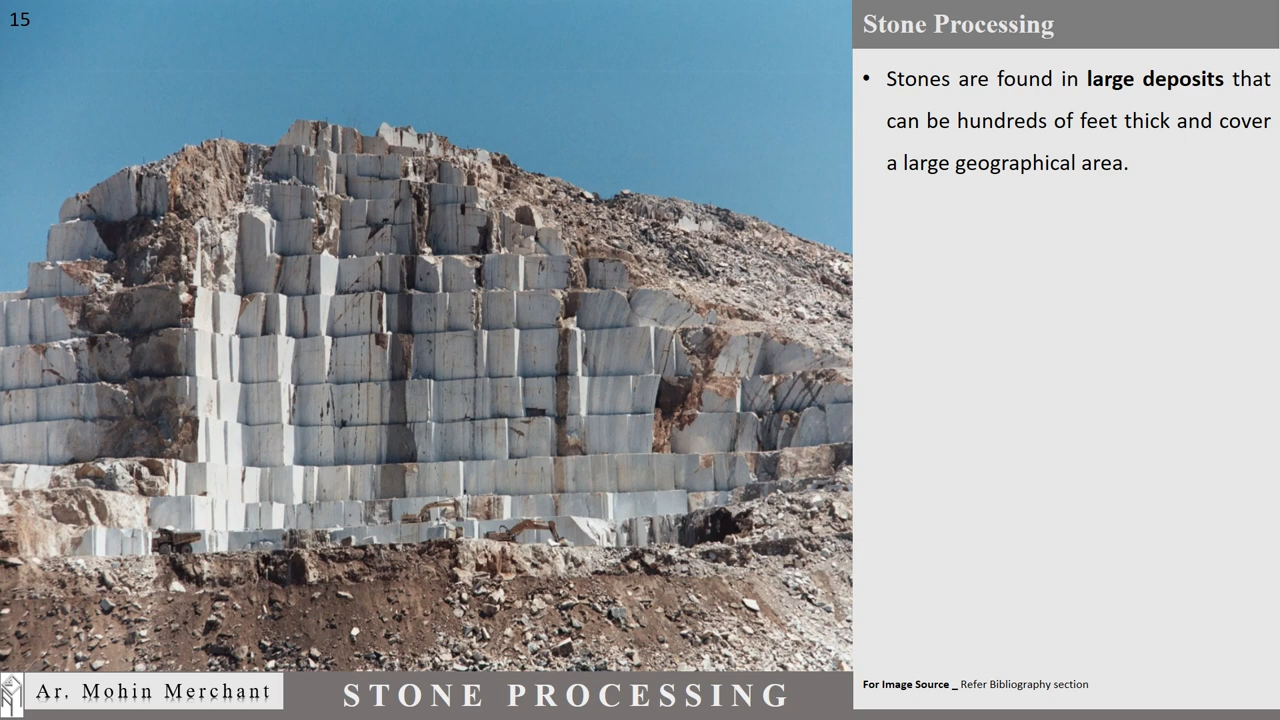 15
Stone Processing
• Stones are found in large deposits that
can be hundreds of feet thick and cover
a large geographical area.
For Image Source _ Refer Bibliography section
Ar. Mohin Merchant
STONE PROCESSING